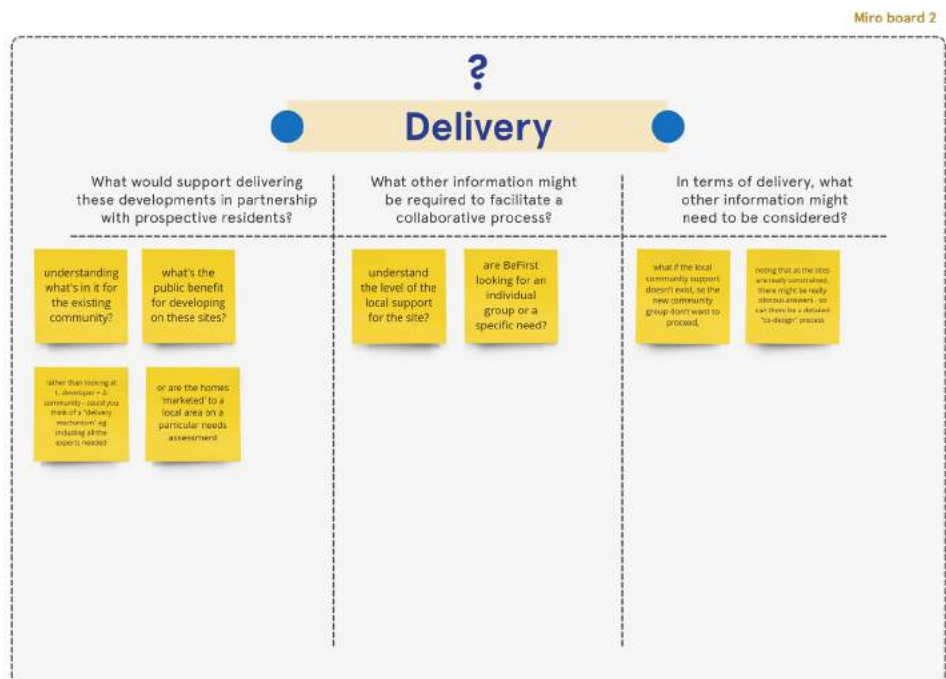 Miro board 2
?
Delivery
What would support delivering
these developments in partnership
with prospective residents?
What other information might
be required to facilitate a
collaborative process?
In terms of delivery, what
other information might
need to be considered?
understanding
what's in it for
the existing
community?
what's the
public benefit
for developing
on these sites?
rather than looking at
1. developer + 2.
community - could you
think of a "delivery
mechanism" eg
including all the
experts needed
or are the homes
'marketed' to a
local area on a
particular needs
assessment
understand
the level of the
local support
for the site?
are BeFirst
looking for an
individual
group or a
specific need?
what if the local
community support
doesn't exist, so the
new community
group don't want to
proceed,
noting that as the sites
are really constrained,
there might be really
obvious answers - so
can there be a detailed
"co-design" process